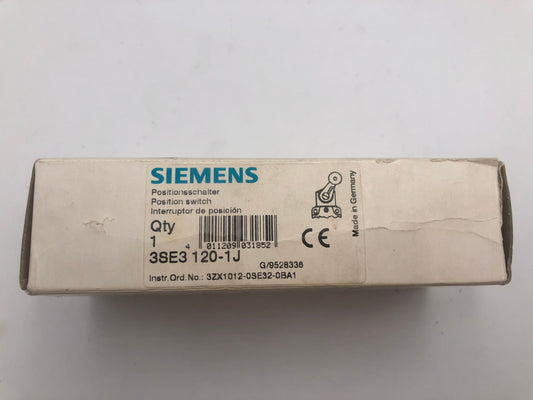 SIEMENS
Positionsschalter
Position switch
Interruptor de posición
Qty
1
4 011209 031852
CE
Made in Germany
3SE3 120-1J
G/9528336
Instr.Ord.No.: 3ZX1012-0SE32-0BA1